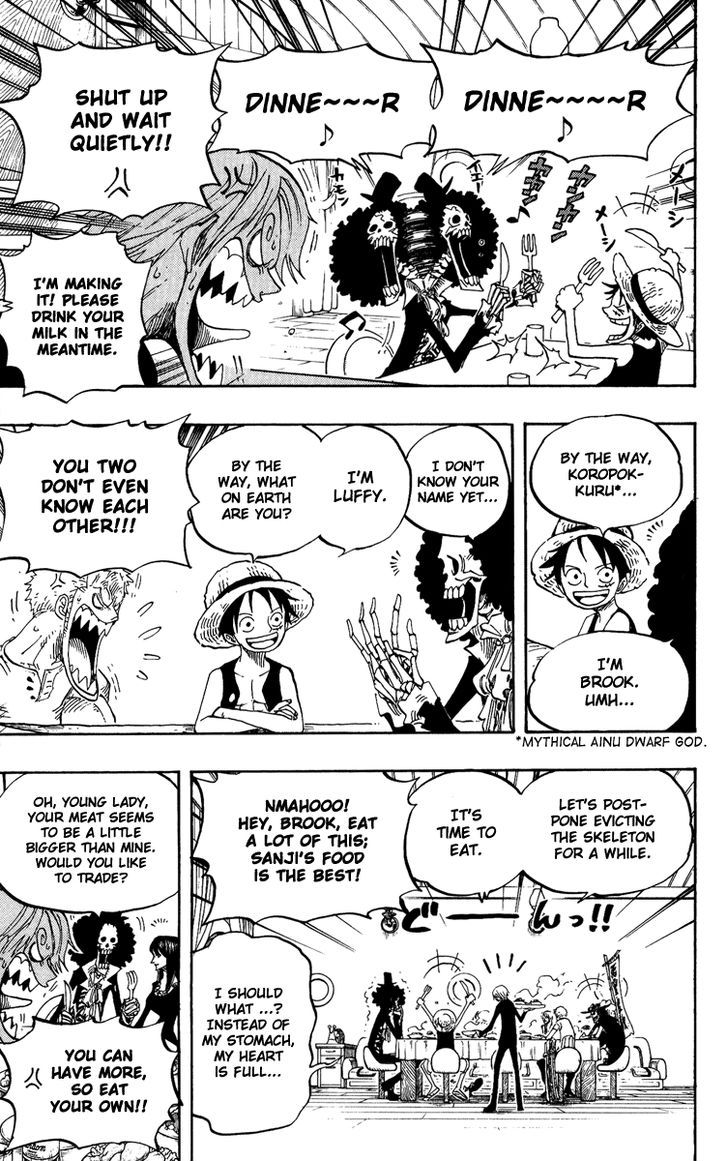 DINNE~~~~R
♪
DINNE~~~R
♪
SHUT UP
AND WAIT
QUIETLY!!
I'M MAKING
IT! PLEASE
DRINK YOUR
MILK IN THE
MEANTIME.
BY THE WAY,
KOROPOK-
KURU*...
I'M
BROOK.
UMH...
*MYTHICAL AINU DWARF GOD.
I DON'T
KNOW YOUR
NAME YET...
I'M
LUFFY.
BY THE
WAY, WHAT
ON EARTH
ARE YOU?
YOU TWO
DON'T EVEN
KNOW EACH
OTHER!!!
LET'S POST-
PONE EVICTING
THE SKELETON
FOR A WHILE.
IT'S
TIME TO
EAT.
NMAHOOO!
HEY, BROOK, EAT
A LOT OF THIS;
SANJI'S FOOD
IS THE BEST!
どーーんっ!!
I SHOULD
WHAT ...?
INSTEAD OF
MY STOMACH,
MY HEART
IS FULL...
OH, YOUNG LADY,
YOUR MEAT SEEMS
TO BE A LITTLE
BIGGER THAN MINE.
WOULD YOU LIKE
TO TRADE?
YOU CAN
HAVE MORE,
SO EAT
YOUR OWN!!